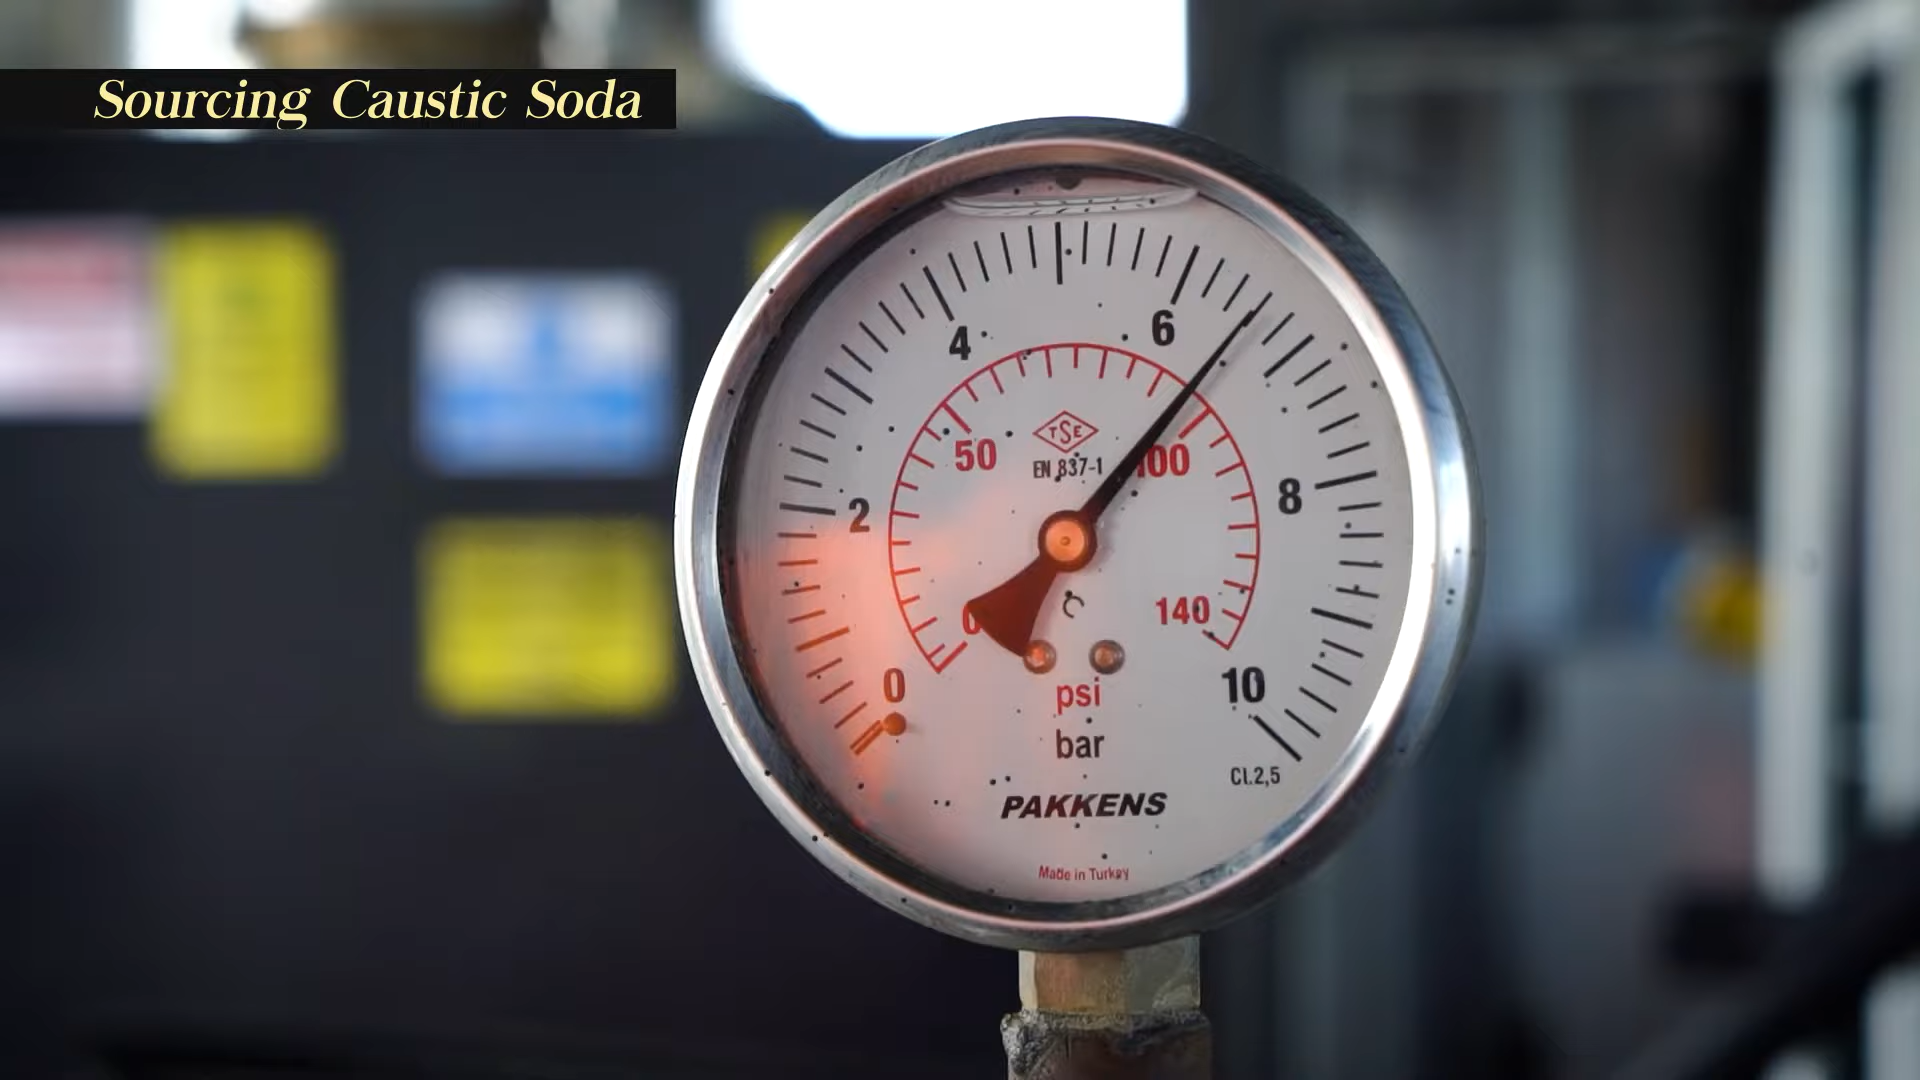 Sourcing Caustic Soda
4
6
50
TSE
EN 837-1
100
2
8
0
140
0
10
psi
bar
Cl.2,5
PAKKENS
Made in Turkey